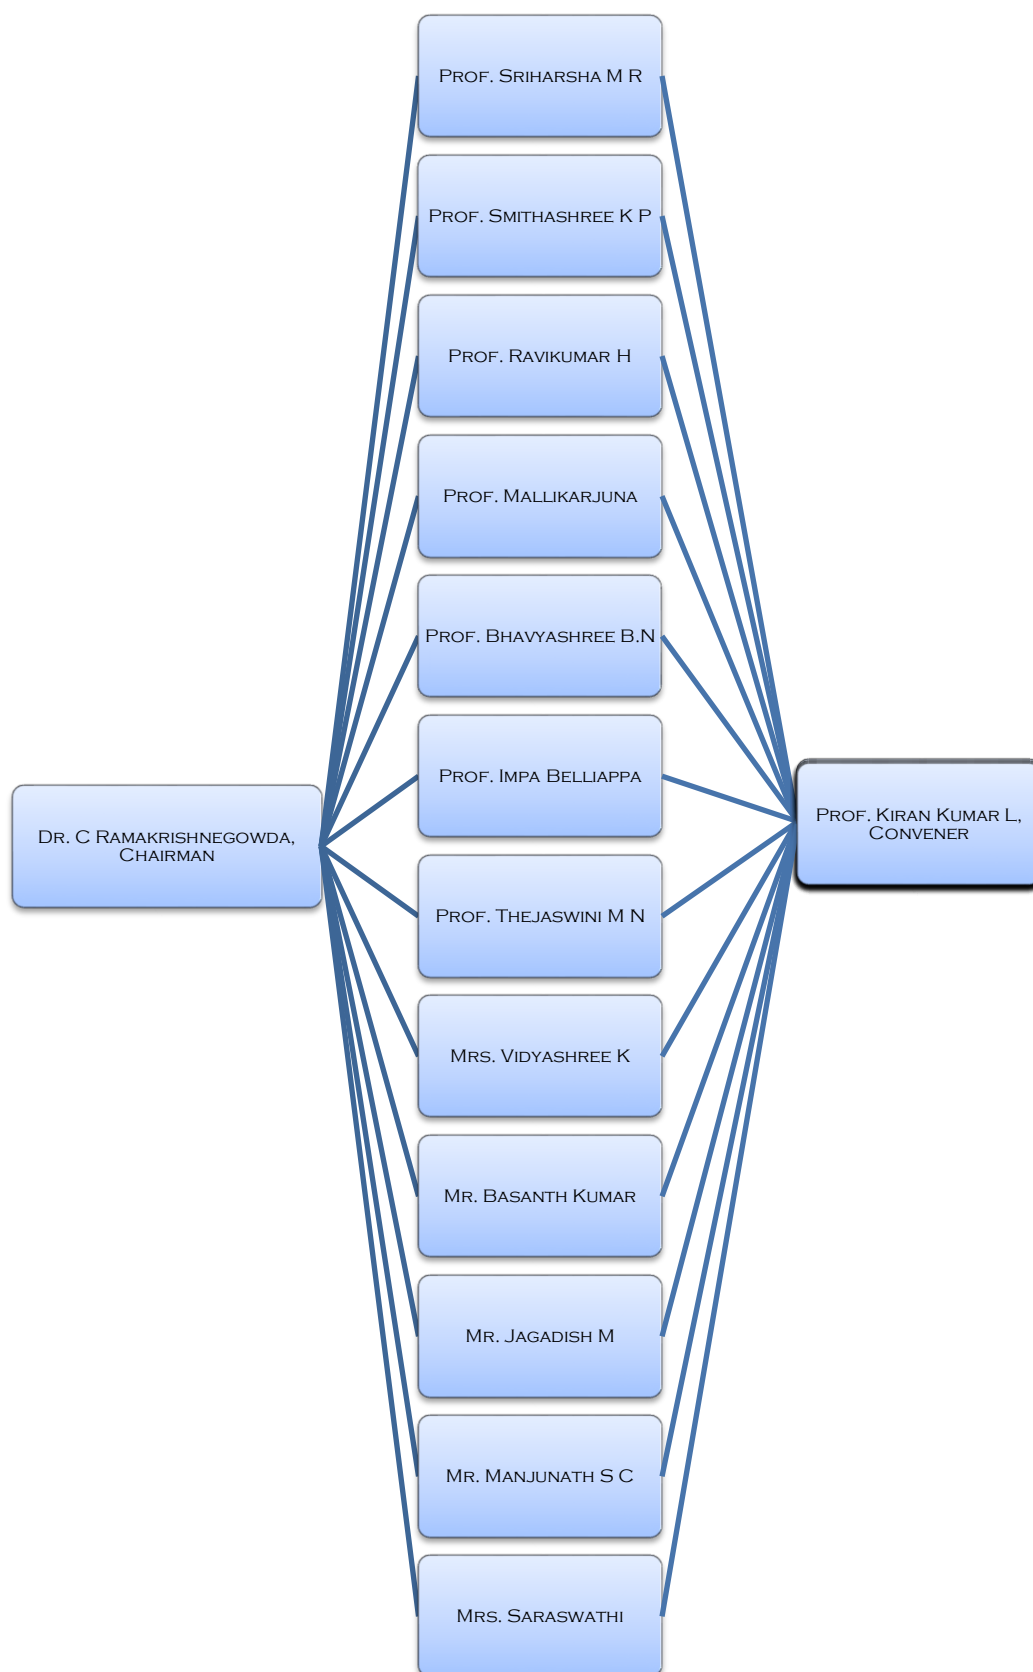 Prof. Sriharsha M R
Prof. Smithashree K P
Prof. Ravikumar H
Prof. Mallikarjuna
Prof. Bhavyashree B.N
Prof. Impa Belliappa
Dr. C Ramakrishnegowda,
Chairman
Prof. Kiran Kumar L,
Convener
Prof. Thejaswini M N
Mrs. Vidyashree K
Mr. Basanth Kumar
Mr. Jagadish M
Mr. Manjunath S C
Mrs. Saraswathi